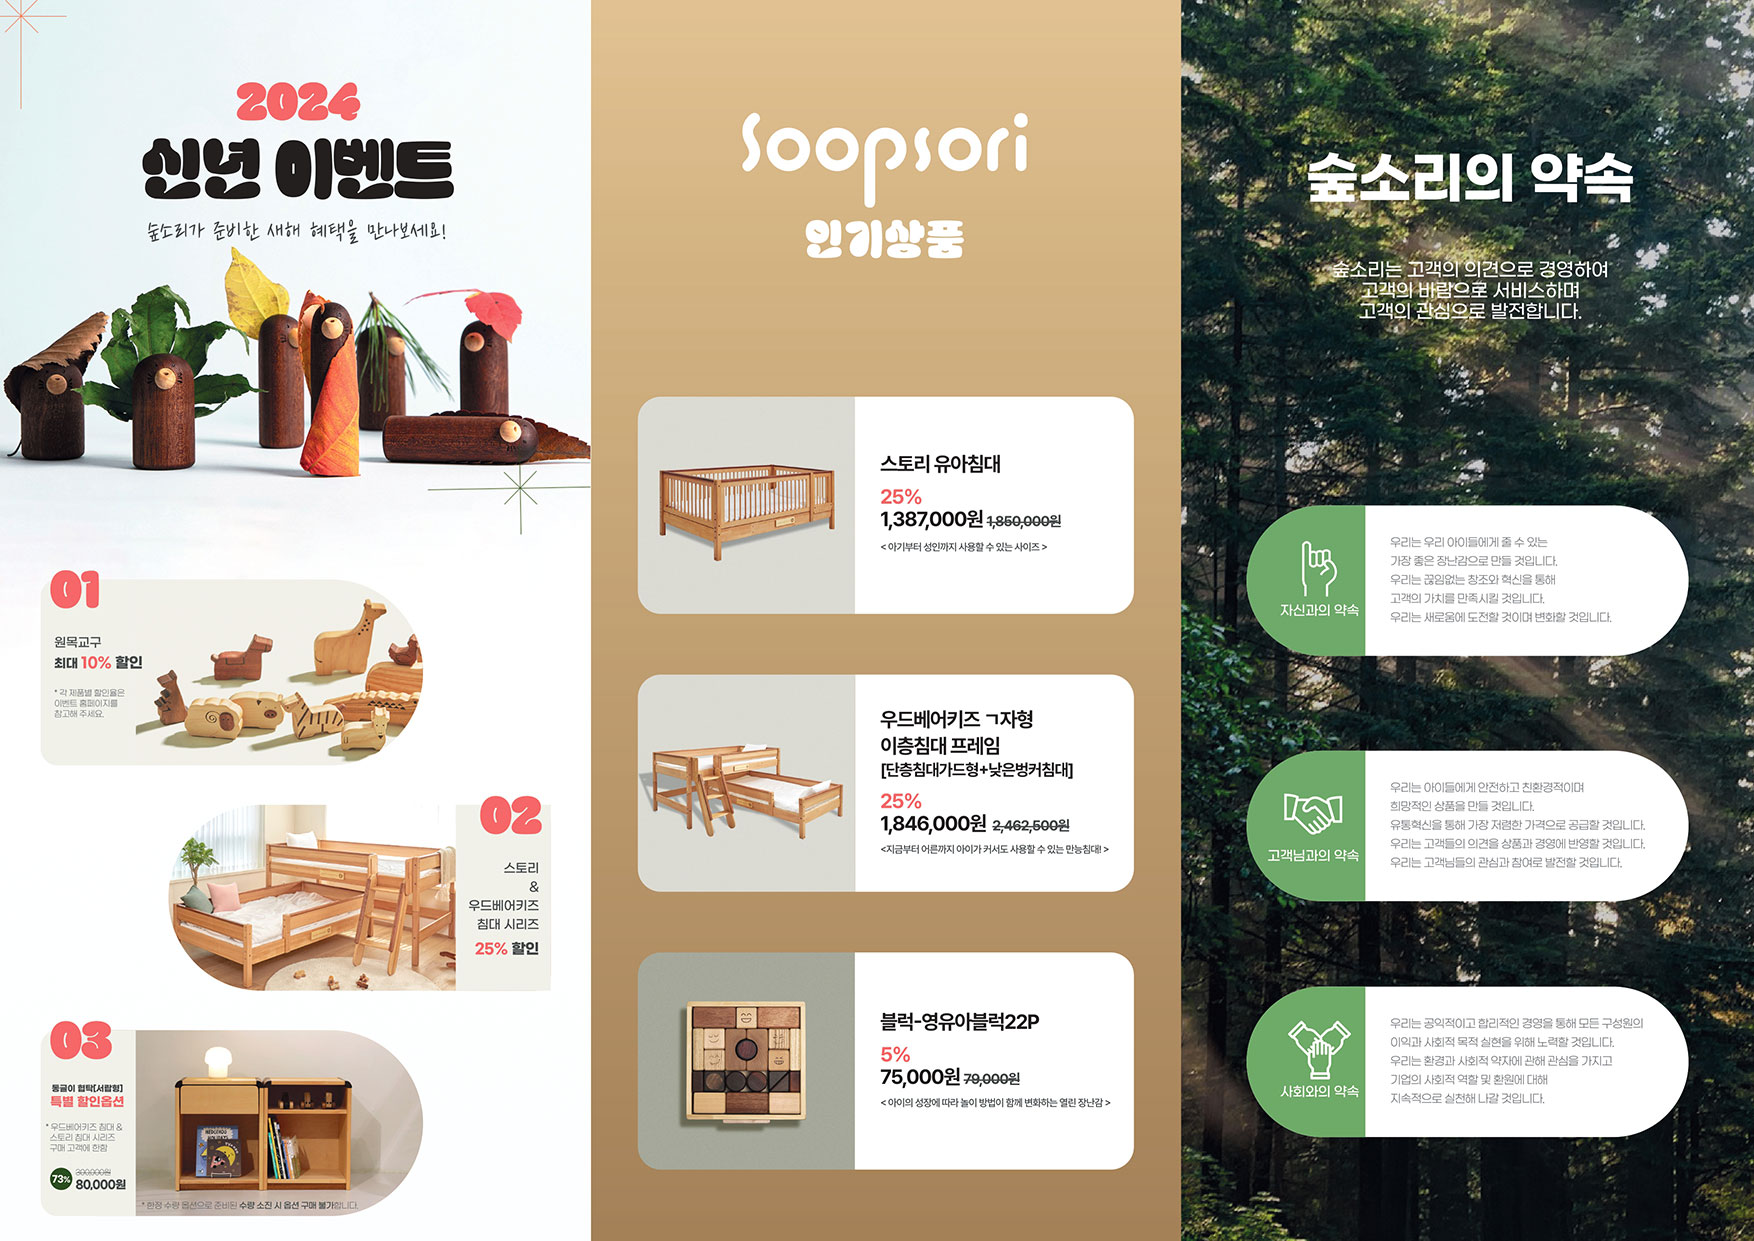 2024
신년 이벤트
숲소리가 준비한 새해 혜택을 만나보세요!
01
원목교구
최대 10% 할인
* 각 제품별 할인율은
이벤트 홈페이지를
참고해 주세요.
02
스토리
&
우드베어키즈
침대 시리즈
25% 할인
03
동글이 협탁[서랍형]
특별 할인옵션
* 우드베어키즈 침대 &
스토리 침대 시리즈
구매 고객에 한함
73%
300,000원
80,000원
* 한정 수량 옵션으로 준비된 수량 소진 시 옵션 구매 불가합니다.
Soopsori
인기상품
스토리 유아침대
25%
1,387,000원 1,850,000원
< 아기부터 성인까지 사용할 수 있는 사이즈 >
우드베어키즈 ㄱ자형
이층침대 프레임
[단층침대가드형+낮은벙커침대]
25%
1,846,000원 2,462,500원
<지금부터 어른까지 아이가 커서도 사용할 수 있는 만능침대! >
블럭-영유아블럭22P
5%
75,000원 79,000원
< 아이의 성장에 따라 놀이 방법이 함께 변화하는 열린 장난감 >
숲소리의 약속
숲소리는 고객의 의견으로 경영하여
고객의 바람으로 서비스하며
고객의 관심으로 발전합니다.
자신과의 약속
우리는 우리 아이들에게 줄 수 있는
가장 좋은 장난감으로 만들 것입니다.
우리는 끊임없는 창조와 혁신을 통해
고객의 가치를 만족시킬 것입니다.
우리는 새로움에 도전할 것이며 변화할 것입니다.
고객님과의 약속
우리는 아이들에게 안전하고 친환경적이며
희망적인 상품을 만들 것입니다.
유통혁신을 통해 가장 저렴한 가격으로 공급할 것입니다.
우리는 고객들의 의견을 상품과 경영에 반영할 것입니다.
우리는 고객님들의 관심과 참여로 발전할 것입니다.
사회와의 약속
우리는 공익적이고 합리적인 경영을 통해 모든 구성원의
이익과 사회적 목적 실현을 위해 노력할 것입니다.
우리는 환경과 사회적 약자에 관해 관심을 가지고
기업의 사회적 역할 및 환원에 대해
지속적으로 실천해 나갈 것입니다.